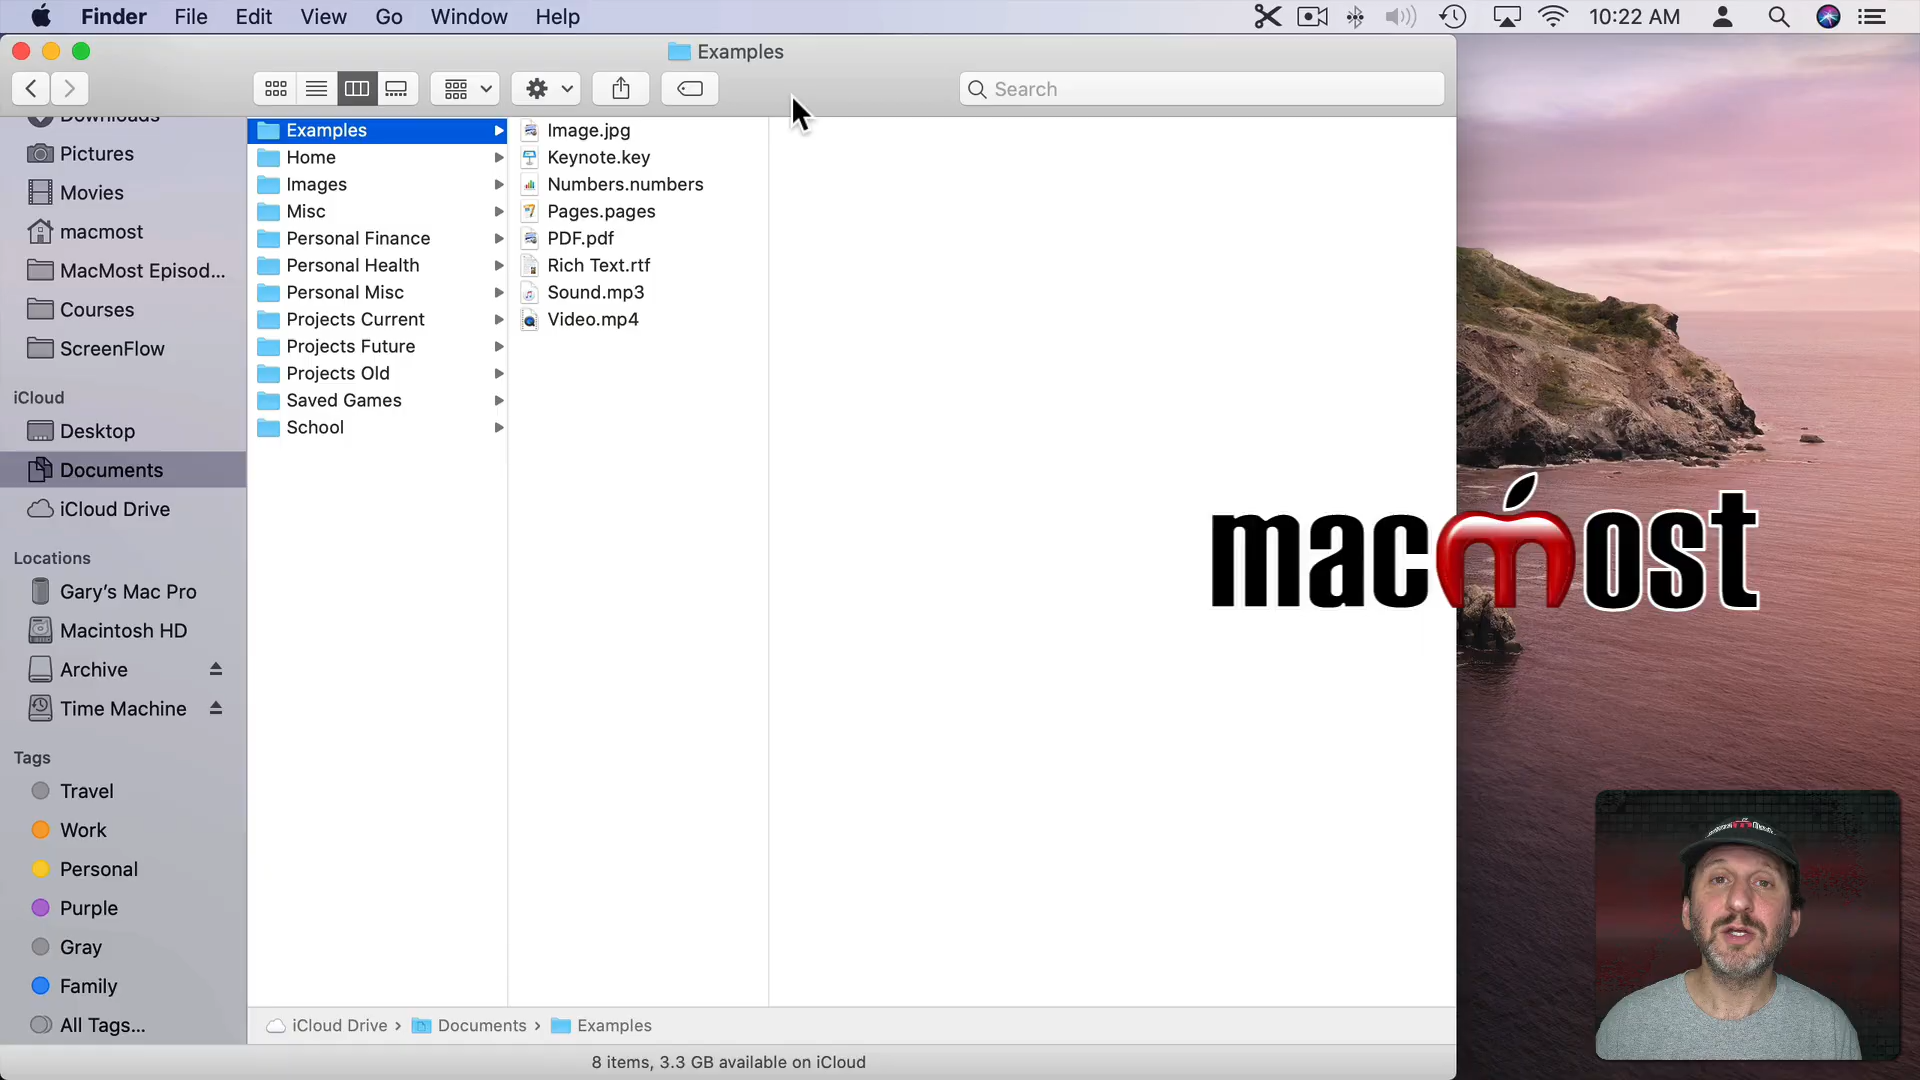 Finder File Edit View Go Window Help 10:22 AM
Examples
Search
Downloads
Pictures
Movies
macmost
MacMost Episod...
Courses
ScreenFlow
iCloud
Desktop
Documents
iCloud Drive
Locations
Gary's Mac Pro
Macintosh HD
Archive
Time Machine
Tags
Travel
Work
Personal
Purple
Gray
Family
All Tags...
Examples
Home
Images
Misc
Personal Finance
Personal Health
Personal Misc
Projects Current
Projects Future
Projects Old
Saved Games
School
Image.jpg
Keynote.key
Numbers.numbers
Pages.pages
PDF.pdf
Rich Text.rtf
Sound.mp3
Video.mp4
macmost
iCloud Drive › Documents › Examples
8 items, 3.3 GB available on iCloud